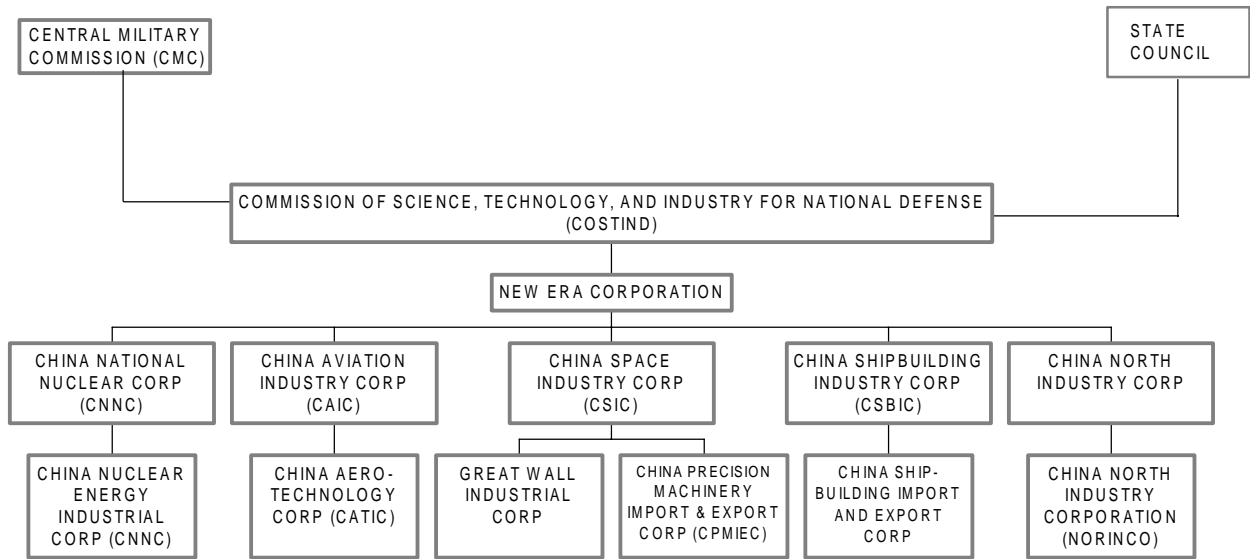 CENTRAL MILITARY
COMMISSION (CMC)
STATE
COUNCIL
COMMISSION OF SCIENCE, TECHNOLOGY, AND INDUSTRY FOR NATIONAL DEFENSE
(COSTIND)
NEW ERA CORPORATION
CHINA NATIONAL
NUCLEAR CORP
(CNNC)
CHINA AVIATION
INDUSTRY CORP
(CAIC)
CHINA SPACE
INDUSTRY CORP
(CSIC)
CHINA SHIPBUILDING
INDUSTRY CORP
(CSBIC)
CHINA NORTH
INDUSTRY CORP
CHINA NUCLEAR
ENERGY
INDUSTRIAL
CORP (CNNC)
CHINA AERO-
TECHNOLOGY
CORP (CATIC)
GREAT WALL
INDUSTRIAL
CORP
CHINA PRECISION
MACHINERY
IMPORT & EXPORT
CORP (CPMIEC)
CHINA SHIP-
BUILDING IMPORT
AND EXPORT
CORP
CHINA NORTH
INDUSTRY
CORPORATION
(NORINCO)